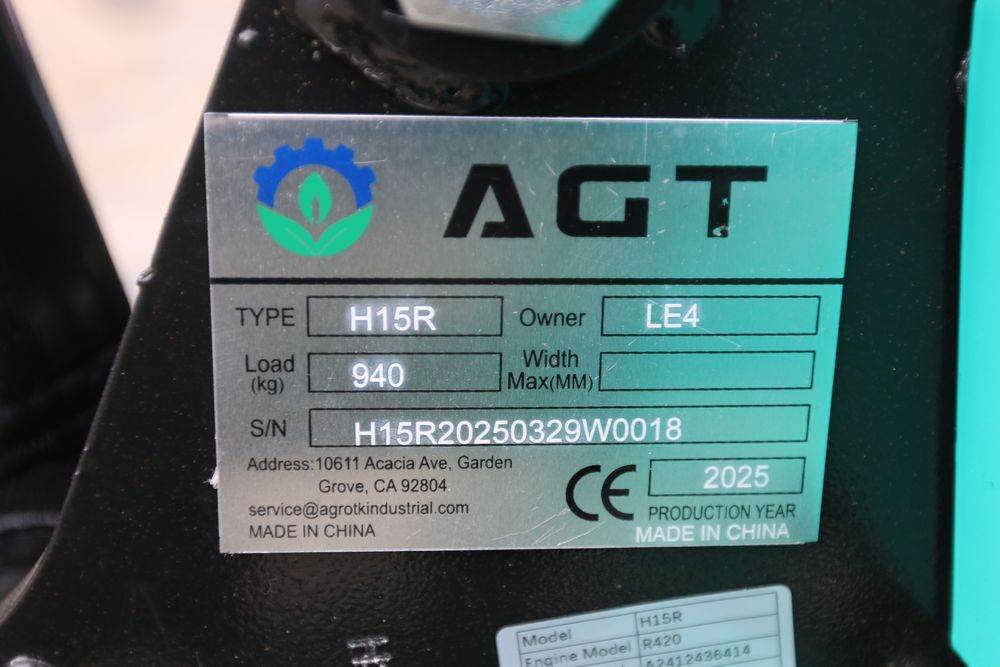 AGT
TYPE H15R Owner LE4
Load (kg) 940 Width Max(MM)
S/N H15R20250329W0018
Address:10611 Acacia Ave, Garden
Grove, CA 92804.
service@agrotkindustrial.com
MADE IN CHINA
CE 2025
PRODUCTION YEAR
MADE IN CHINA
Model H15R
Engine Model R420
A2412436414